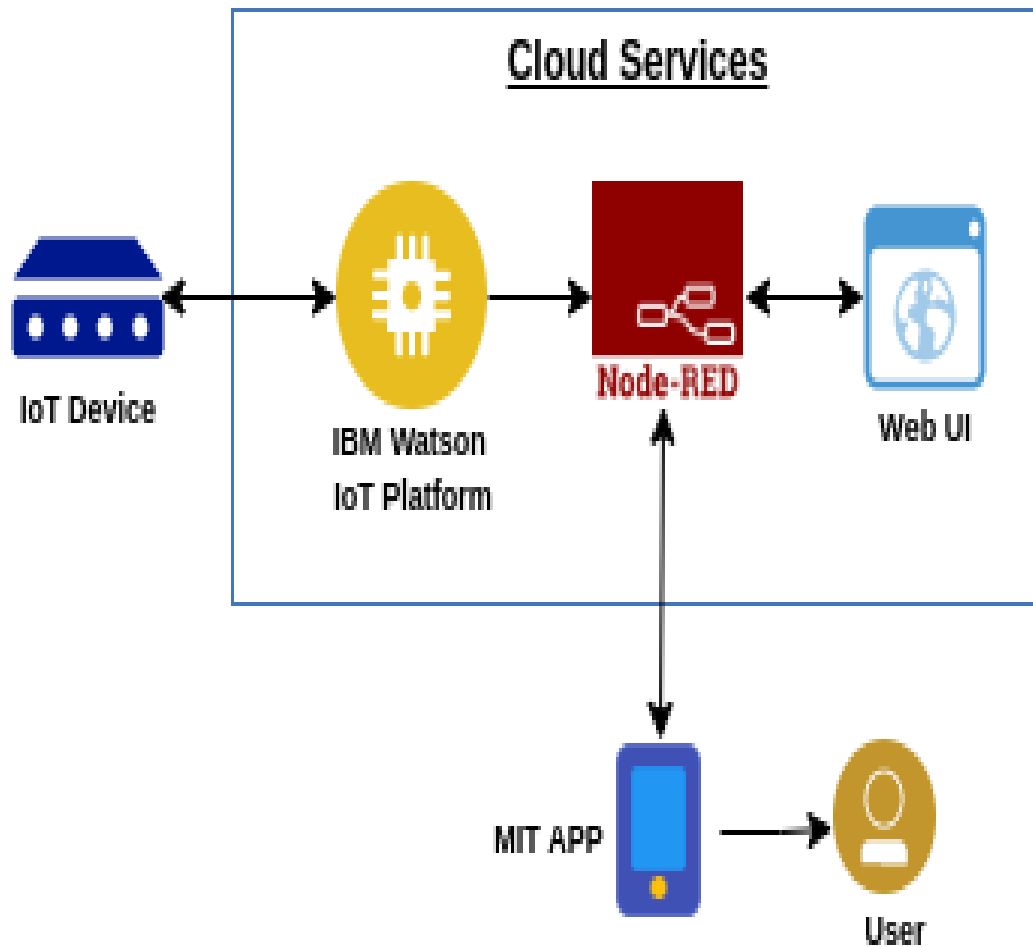 Cloud Services
IoT Device
IBM Watson
IoT Platform
Node-RED
Web UI
MIT APP
User